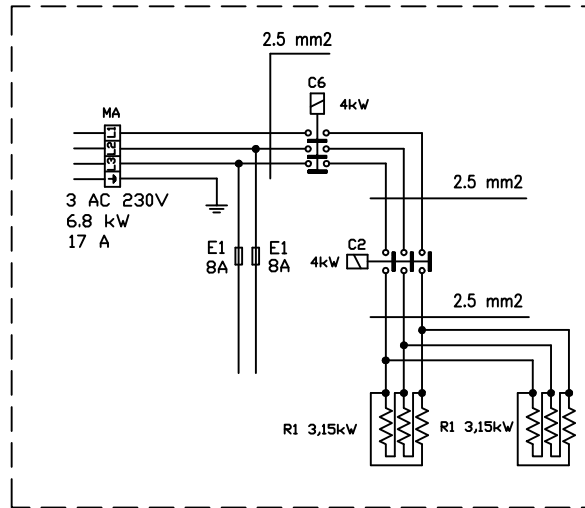 2.5 mm2
C6
4kW
MA
L1
L2
L3
3 AC 230V
6.8 kW
17 A
2.5 mm2
E1
8A
E1
8A
C2
4kW
2.5 mm2
R1 3,15kW
R1 3,15kW